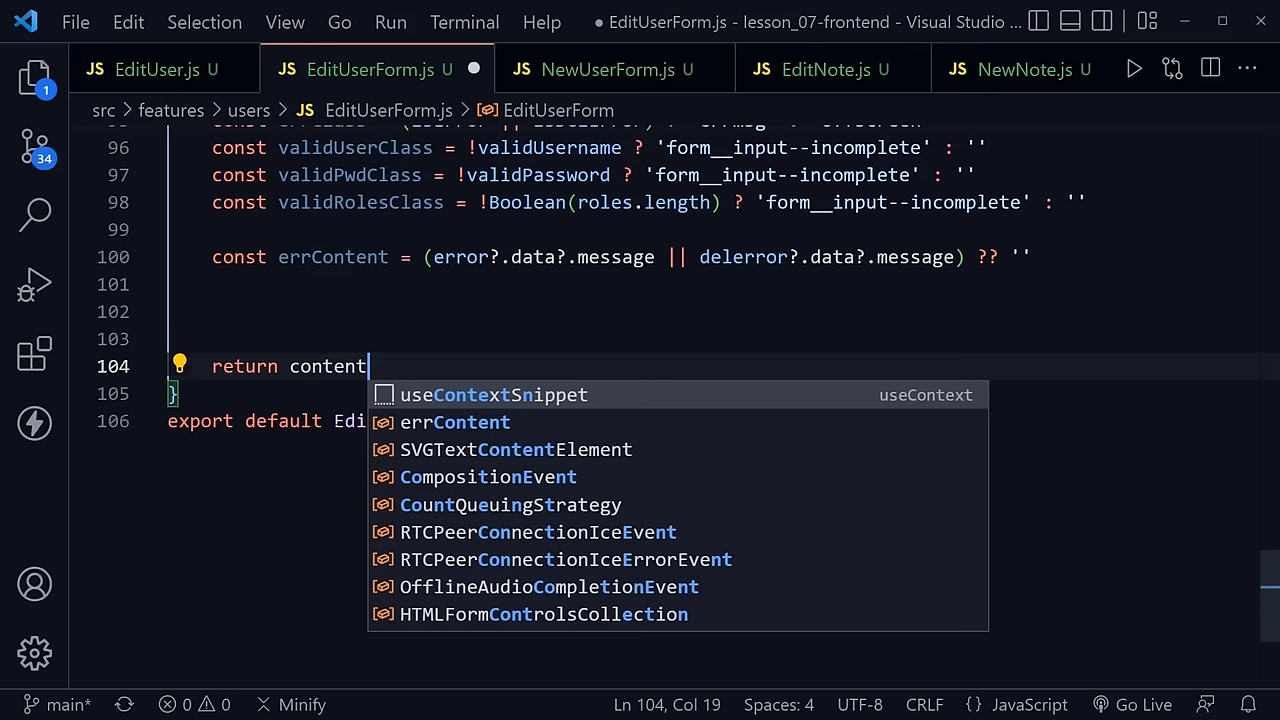 File Edit Selection View Go Run Terminal Help ● EditUserForm.js - lesson_07-frontend - Visual Studio ...
JS EditUser.js U JS EditUserForm.js U JS NewUserForm.js U JS EditNote.js U JS NewNote.js U
src > features > users > JS EditUserForm.js > EditUserForm
96 const validUserClass = !validUsername ? 'form__input--incomplete' : ''
97 const validPwdClass = !validPassword ? 'form__input--incomplete' : ''
98 const validRolesClass = !Boolean(roles.length) ? 'form__input--incomplete' : ''
99
100 const errContent = (error?.data?.message || delerror?.data?.message) ?? ''
101
102
103
104 return content
105 }
useContextSnippet useContext
errContent
106 export default Edi
SVGTextContentElement
CompositionEvent
CountQueuingStrategy
RTCPeerConnectionIceEvent
RTCPeerConnectionIceErrorEvent
OfflineAudioCompletionEvent
HTMLFormControlsCollection
1
34
main* 0 0 Minify Ln 104, Col 19 Spaces: 4 UTF-8 CRLF {} JavaScript Go Live